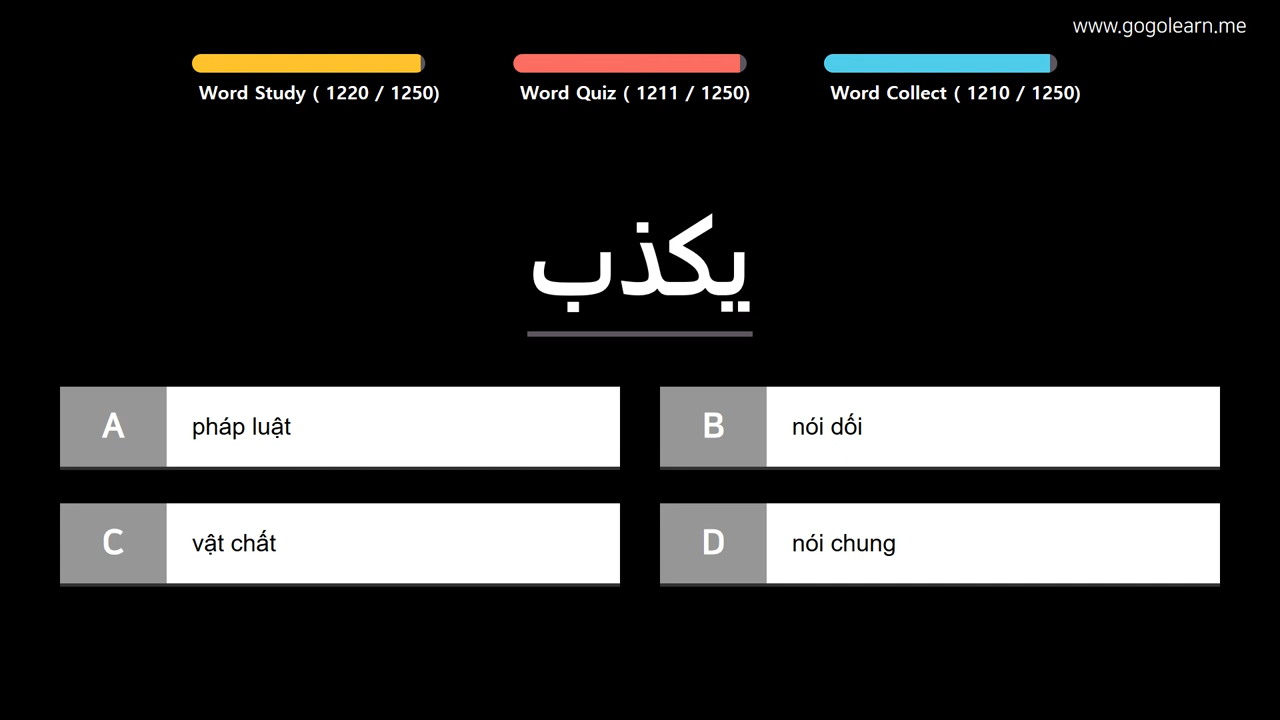 www.gogolearn.me
Word Study ( 1220 / 1250)
Word Quiz ( 1211 / 1250)
Word Collect ( 1210 / 1250)
يكذب
A
pháp luật
B
nói dối
C
vật chất
D
nói chung